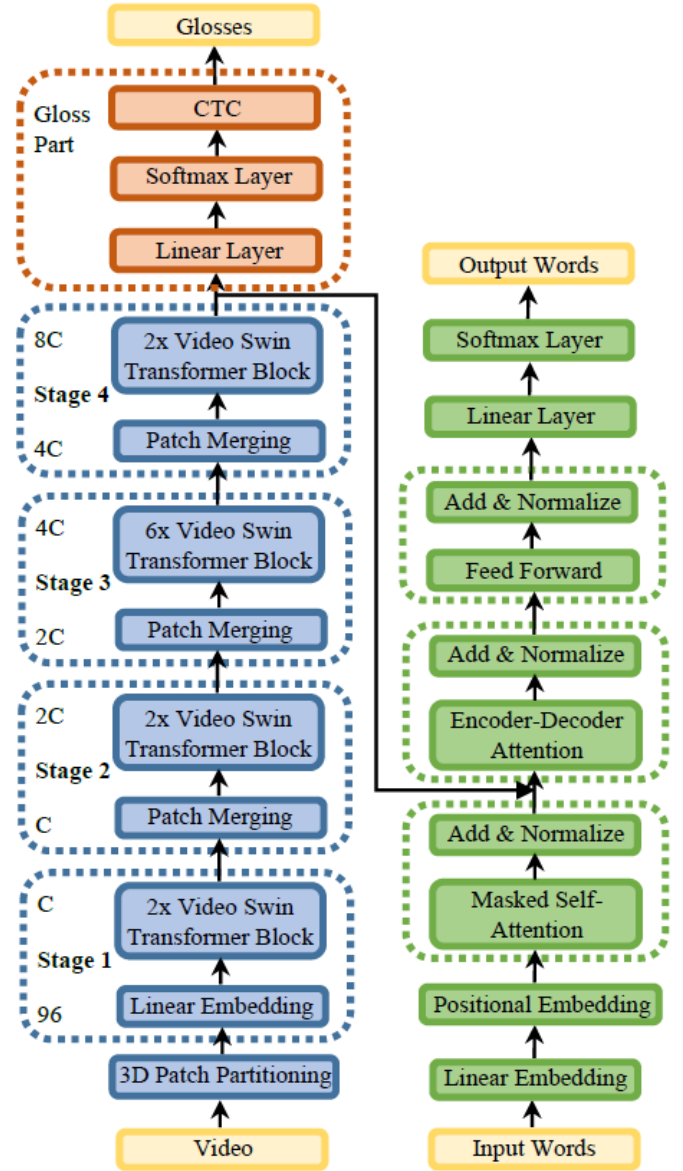 Glosses
Gloss
Part
CTC
Softmax Layer
Linear Layer
8C
2x Video Swin
Transformer Block
Stage 4
4C
Patch Merging
4C
6x Video Swin
Transformer Block
Stage 3
2C
Patch Merging
2C
2x Video Swin
Transformer Block
Stage 2
C
Patch Merging
C
2x Video Swin
Transformer Block
Stage 1
96
Linear Embedding
3D Patch Partitioning
Video
Output Words
Softmax Layer
Linear Layer
Add & Normalize
Feed Forward
Add & Normalize
Encoder-Decoder
Attention
Add & Normalize
Masked Self-
Attention
Positional Embedding
Linear Embedding
Input Words